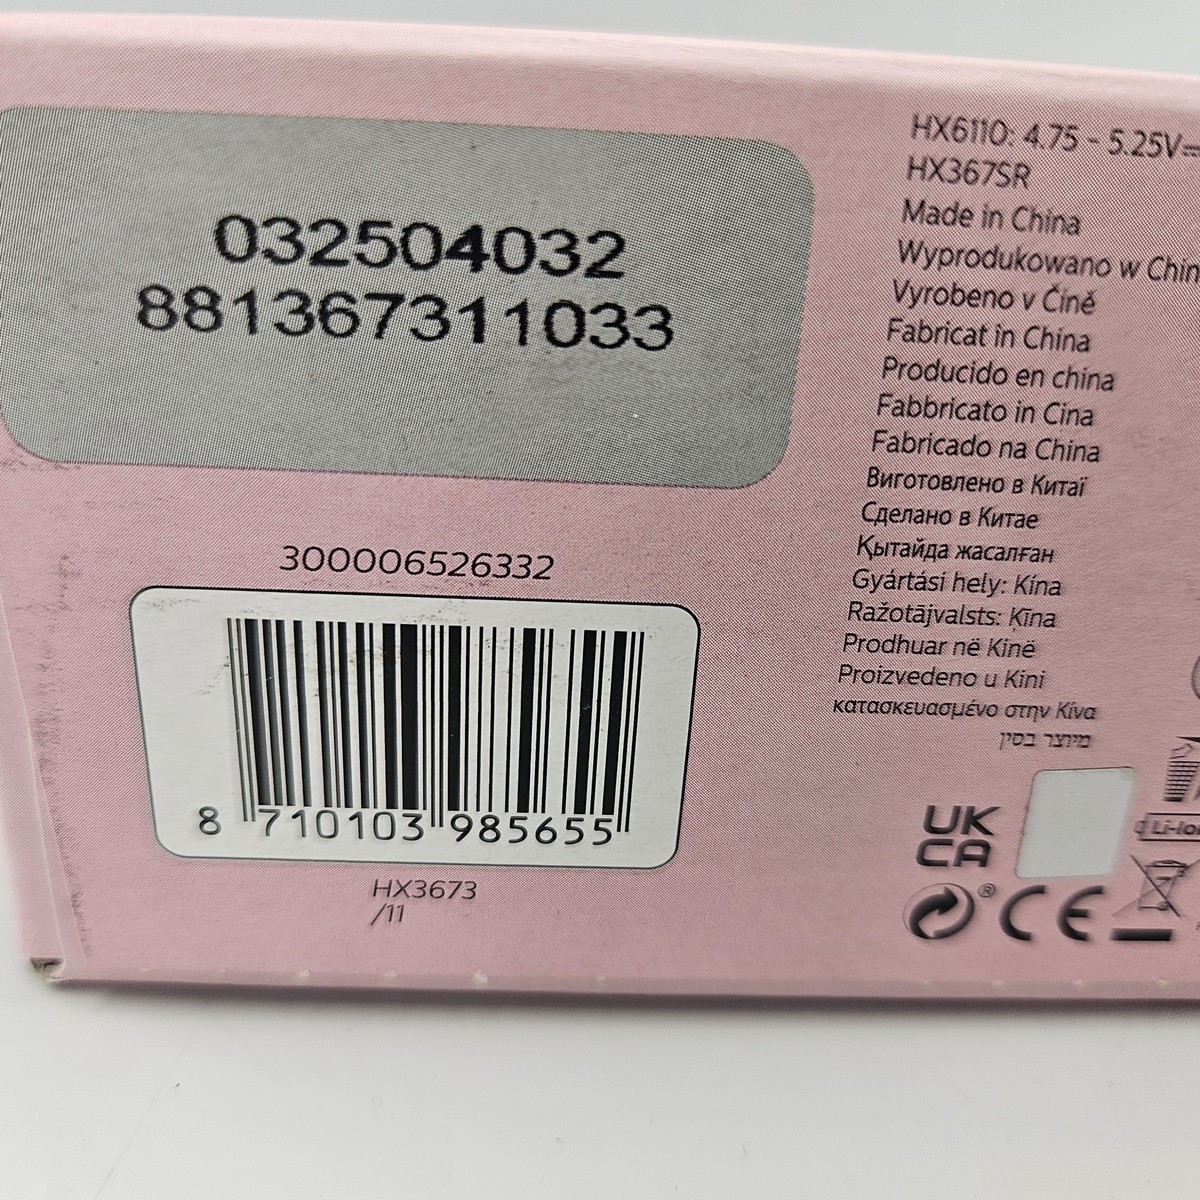 032504032
881367311033
300006526332
8 710103 985655
HX3673
/11
HX6110: 4.75 - 5.25V⎓
HX367SR
Made in China
Wyprodukowano w Chin
Vyrobeno v Číně
Fabricat în China
Producido en china
Fabbricato in Cina
Fabricado na China
Виготовлено в Китаї
Сделано в Китае
Қытайда жасалған
Gyártási hely: Kína
Ražotājvalsts: Ķīna
Prodhuar në Kinë
Proizvedeno u Kini
κατασκευασμένο στην Κίνα
מיוצר בסין
Li-Io
UK
CA
®
CE